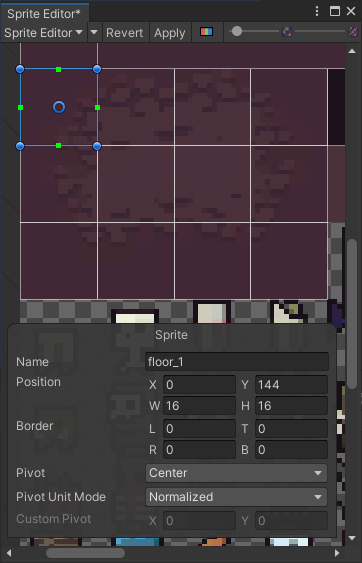 Sprite Editor*
Sprite Editor Revert Apply
Sprite
Name floor_1
Position X 0 Y 144
W 16 H 16
Border L 0 T 0
R 0 B 0
Pivot Center
Pivot Unit Mode Normalized
Custom Pivot X 0 Y 0